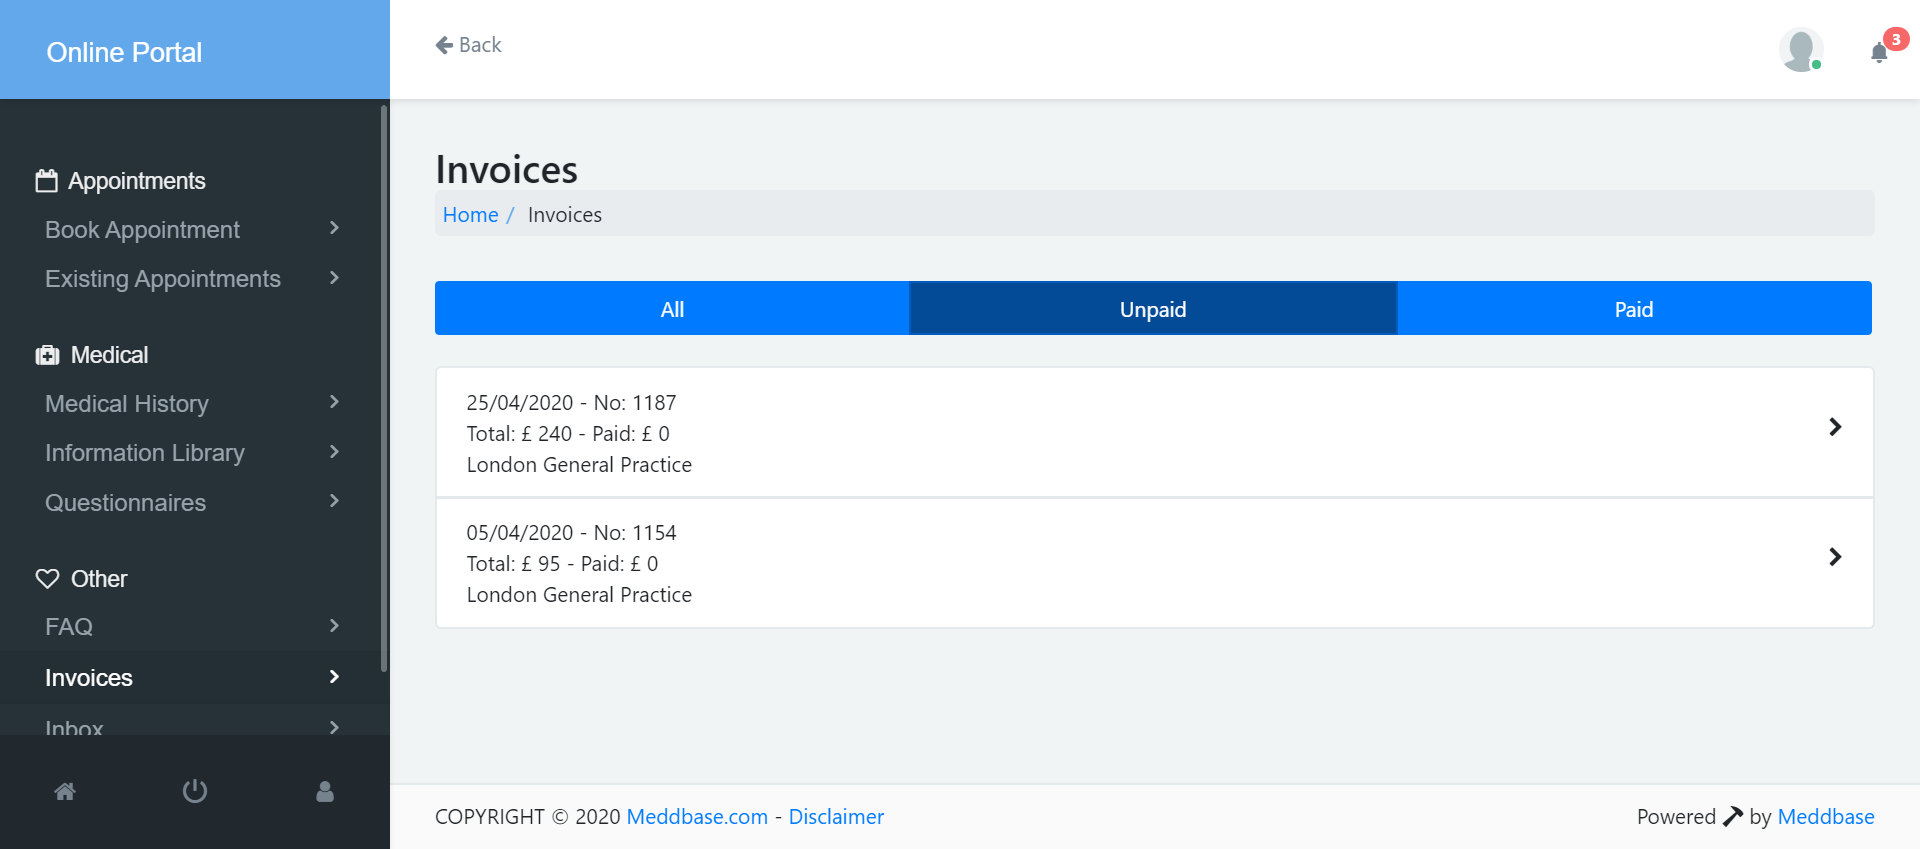 Online Portal
Back
3
Appointments
Book Appointment
Existing Appointments
Medical
Medical History
Information Library
Questionnaires
Other
FAQ
Invoices
Inbox
Invoices
Home / Invoices
All
Unpaid
Paid
25/04/2020 - No: 1187
Total: £ 240 - Paid: £ 0
London General Practice
05/04/2020 - No: 1154
Total: £ 95 - Paid: £ 0
London General Practice
COPYRIGHT © 2020 Meddbase.com - Disclaimer
Powered by Meddbase